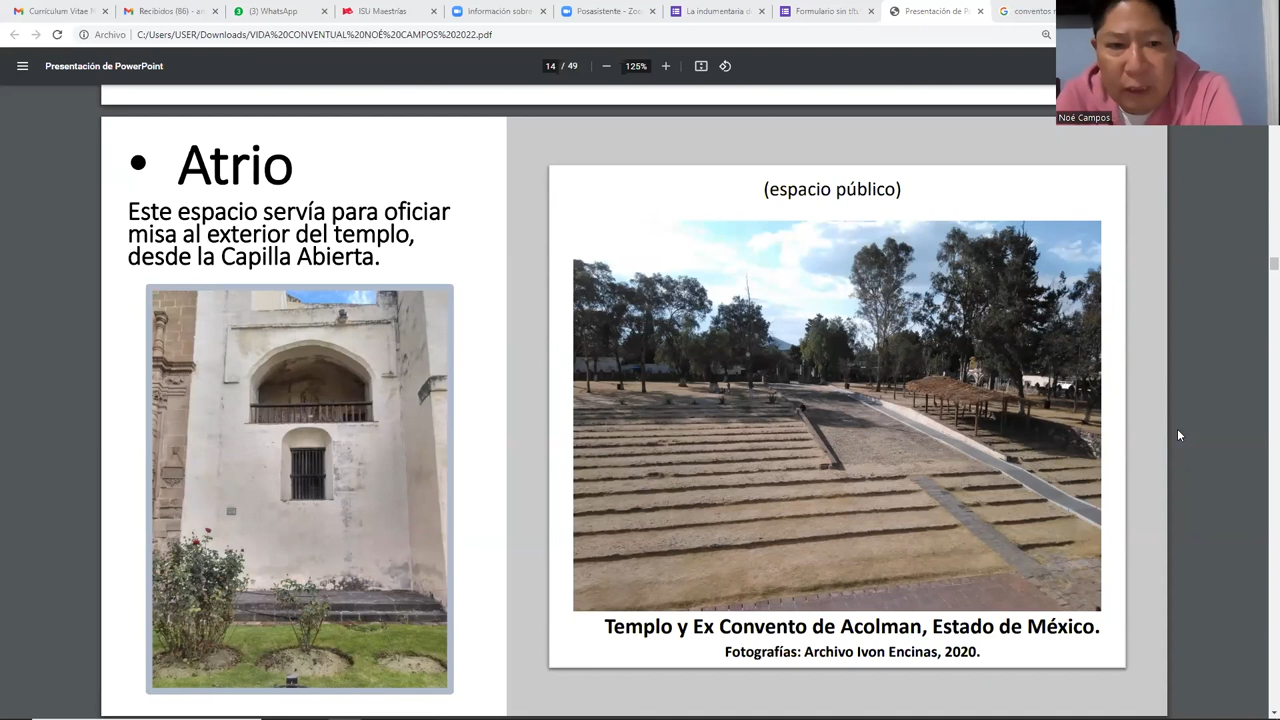 Currículum Vitae
Recibidos (86) - an
(3) WhatsApp
ISU Maestrías
Información sobre
Posasistente - Zoo
La indumentaria d
Formulario sin títu
Presentación de P
conventos
Archivo
C:/Users/USER/Downloads/VIDA%20CONVENTUAL%20NOÉ%20CAMPOS%202022.pdf
Presentación de PowerPoint
14 / 49
125%
Noé Campos
• Atrio
Este espacio servía para oficiar
misa al exterior del templo,
desde la Capilla Abierta.
(espacio público)
Templo y Ex Convento de Acolman, Estado de México.
Fotografías: Archivo Ivon Encinas, 2020.